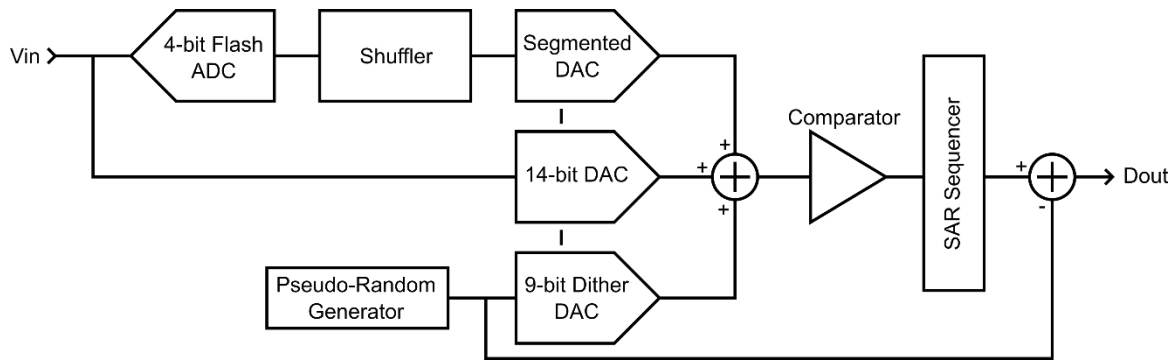 Vin
4-bit Flash
ADC
Shuffler
Segmented
DAC
14-bit DAC
Pseudo-Random
Generator
9-bit Dither
DAC
+
+
+
Comparator
SAR Sequencer
+
-
Dout